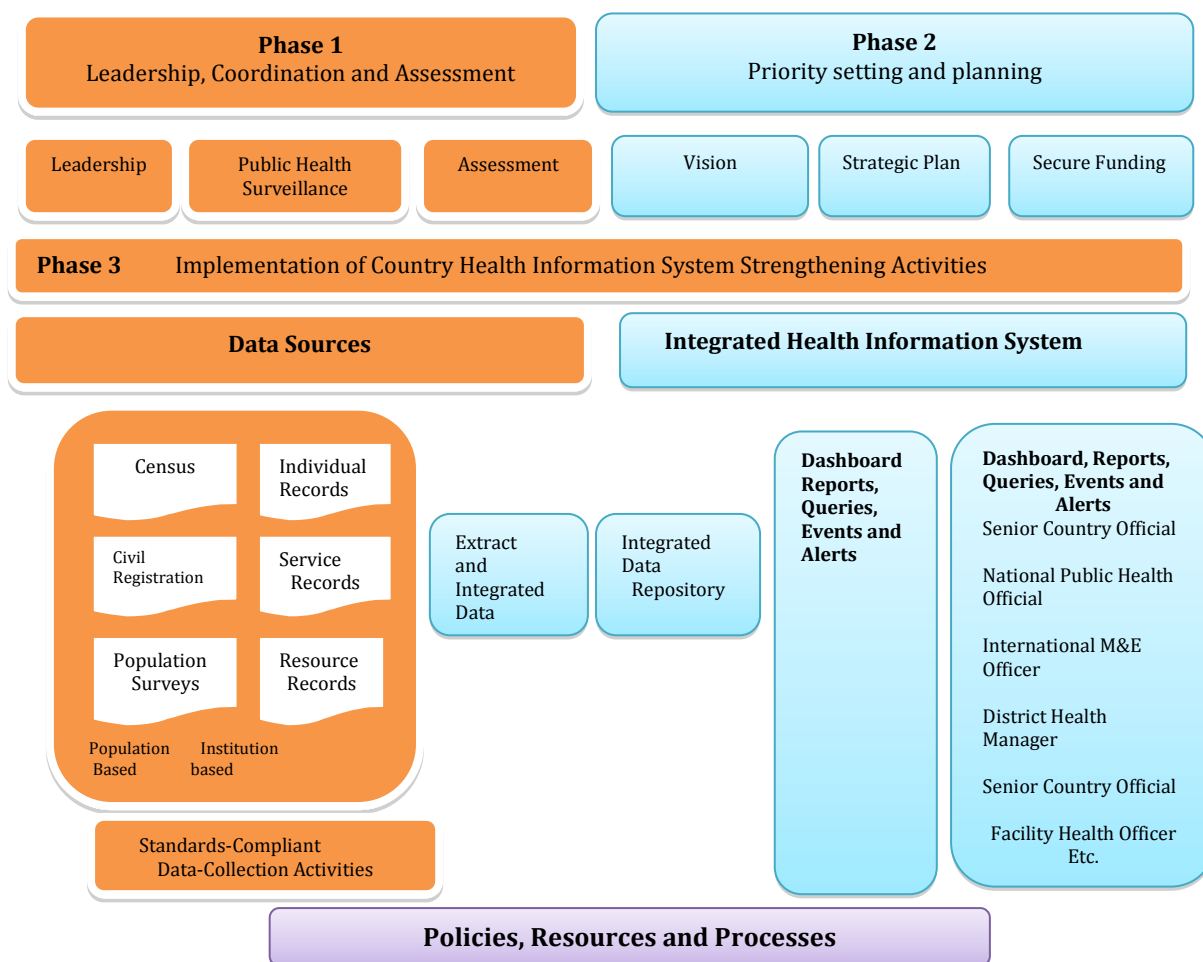 Phase 1
Leadership, Coordination and Assessment
Phase 2
Priority setting and planning
Leadership
Public Health
Surveillance
Assessment
Vision
Strategic Plan
Secure Funding
Phase 3 Implementation of Country Health Information System Strengthening Activities
Data Sources
Integrated Health Information System
Census
Individual
Records
Civil
Registration
Service
Records
Population
Surveys
Resource
Records
Population
Based
Institution
based
Standards-Compliant
Data-Collection Activities
Extract
and
Integrated
Data
Integrated
Data
Repository
Dashboard
Reports,
Queries,
Events and
Alerts
Dashboard, Reports,
Queries, Events and
Alerts
Senior Country Official
National Public Health
Official
International M&E
Officer
District Health
Manager
Senior Country Official
Facility Health Officer
Etc.
Policies, Resources and Processes